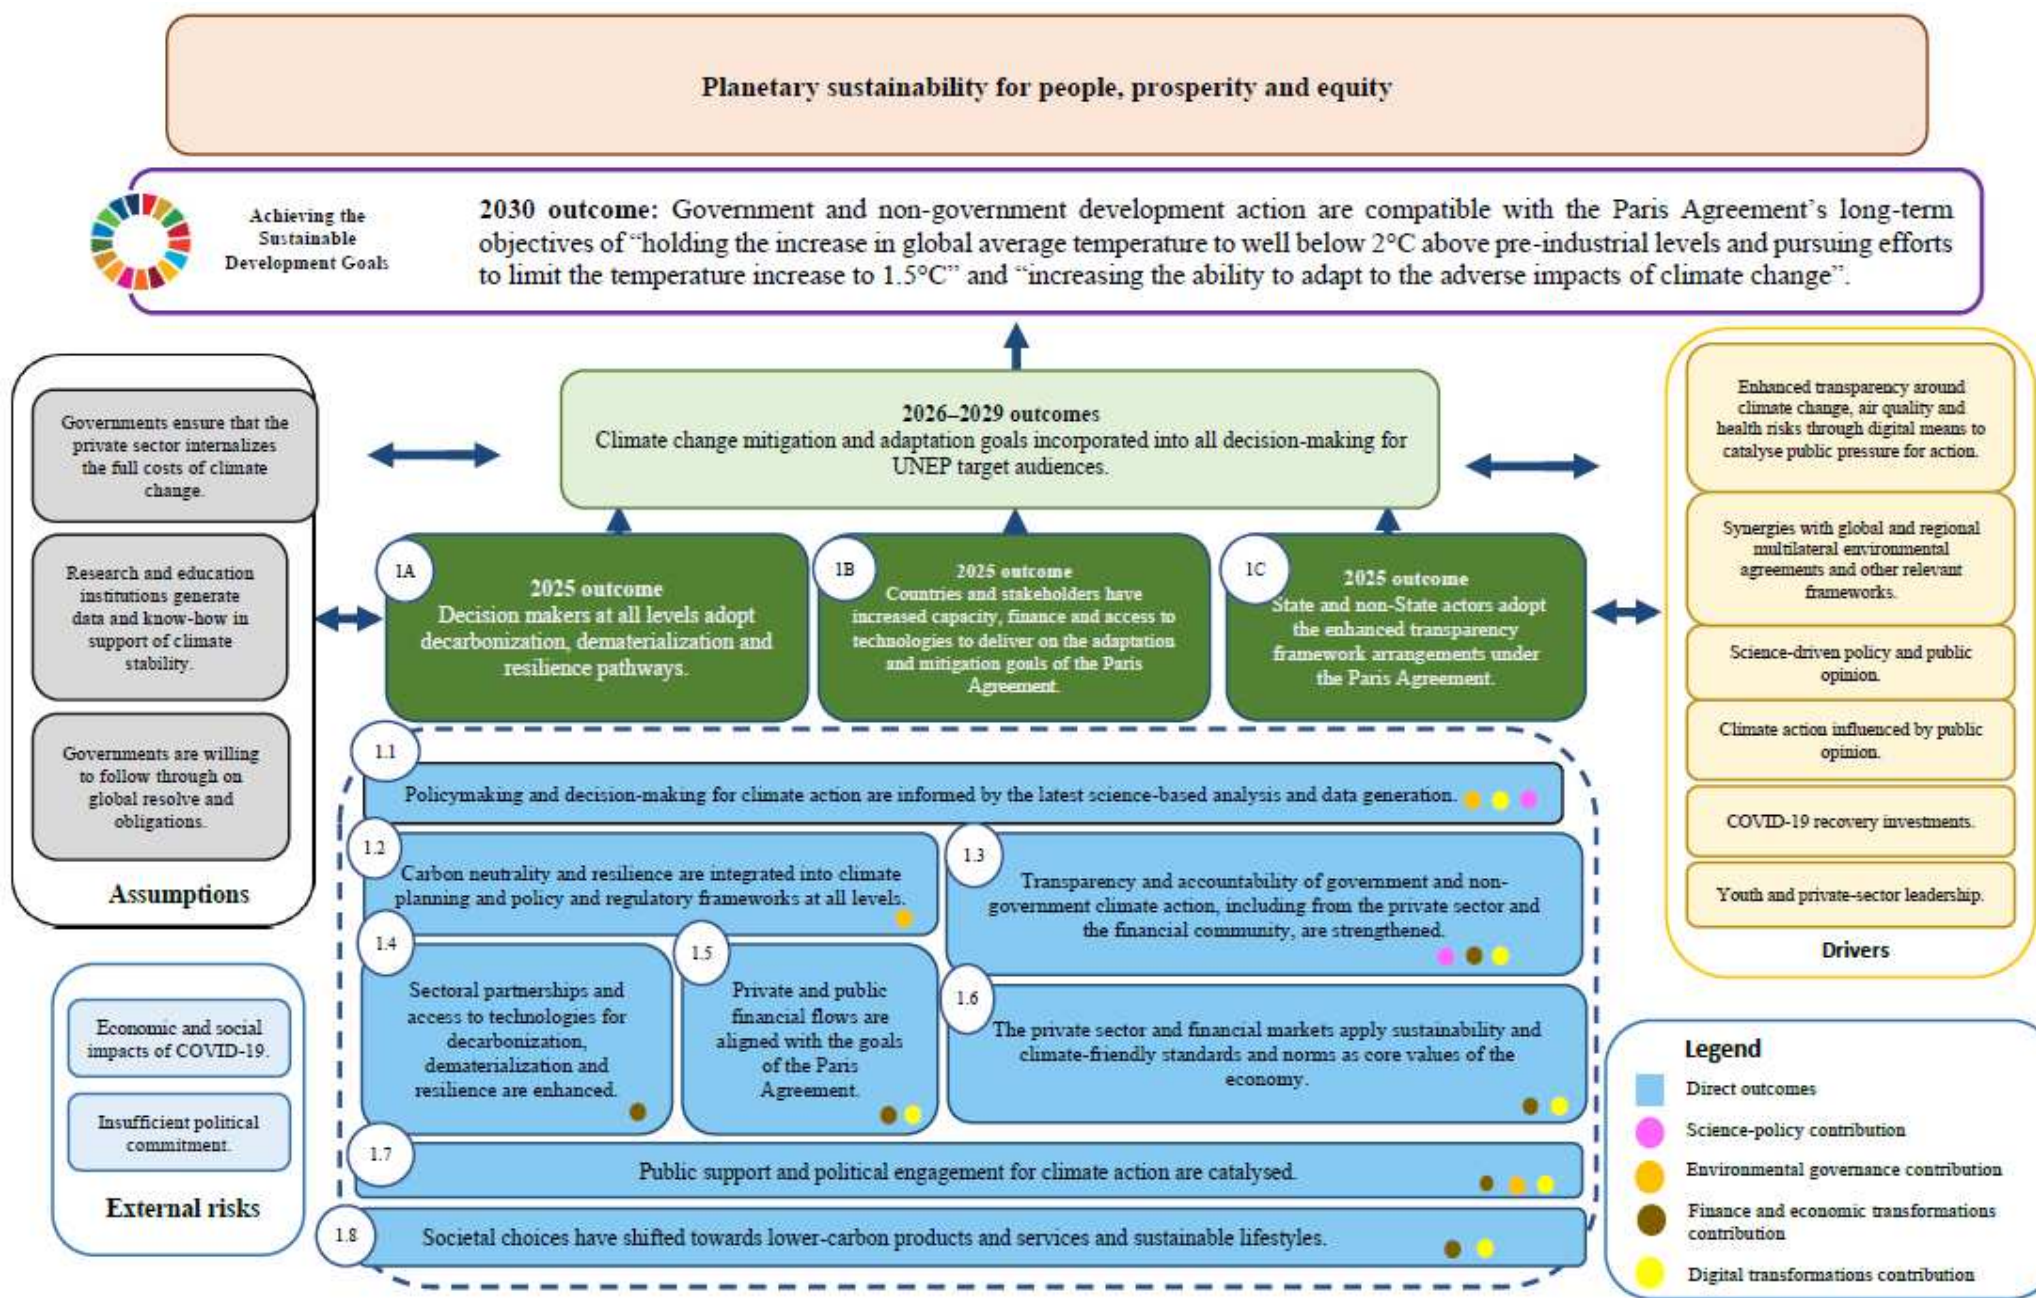 Planetary sustainability for people, prosperity and equity
Achieving the
Sustainable
Development Goals
2030 outcome: Government and non-government development action are compatible with the Paris Agreement's long-term
objectives of “holding the increase in global average temperature to well below 2°C above pre-industrial levels and pursuing efforts
to limit the temperature increase to 1.5°C” and “increasing the ability to adapt to the adverse impacts of climate change”.
Governments ensure that the
private sector internalizes
the full costs of climate
change.
Research and education
institutions generate
data and know-how in
support of climate
stability.
Governments are willing
to follow through on
global resolve and
obligations.
Assumptions
Economic and social
impacts of COVID-19.
Insufficient political
commitment.
External risks
2026–2029 outcomes
Climate change mitigation and adaptation goals incorporated into all decision-making for
UNEP target audiences.
1A
2025 outcome
Decision makers at all levels adopt
decarbonization, dematerialization and
resilience pathways.
1B
2025 outcome
Countries and stakeholders have
increased capacity, finance and access to
technologies to deliver on the adaptation
and mitigation goals of the Paris
Agreement.
1C
2025 outcome
State and non-State actors adopt
the enhanced transparency
framework arrangements under
the Paris Agreement.
1.1
Policymaking and decision-making for climate action are informed by the latest science-based analysis and data generation.
1.2
Carbon neutrality and resilience are integrated into climate
planning and policy and regulatory frameworks at all levels.
1.3
Transparency and accountability of government and non-
government climate action, including from the private sector and
the financial community, are strengthened.
1.4
Sectoral partnerships and
access to technologies for
decarbonization,
dematerialization and
resilience are enhanced.
1.5
Private and public
financial flows are
aligned with the goals
of the Paris
Agreement.
1.6
The private sector and financial markets apply sustainability and
climate-friendly standards and norms as core values of the
economy.
1.7
Public support and political engagement for climate action are catalysed.
1.8
Societal choices have shifted towards lower-carbon products and services and sustainable lifestyles.
Enhanced transparency around
climate change, air quality and
health risks through digital means to
catalyse public pressure for action.
Synergies with global and regional
multilateral environmental
agreements and other relevant
frameworks.
Science-driven policy and public
opinion.
Climate action influenced by public
opinion.
COVID-19 recovery investments.
Youth and private-sector leadership.
Drivers
Legend
Direct outcomes
Science-policy contribution
Environmental governance contribution
Finance and economic transformations
contribution
Digital transformations contribution